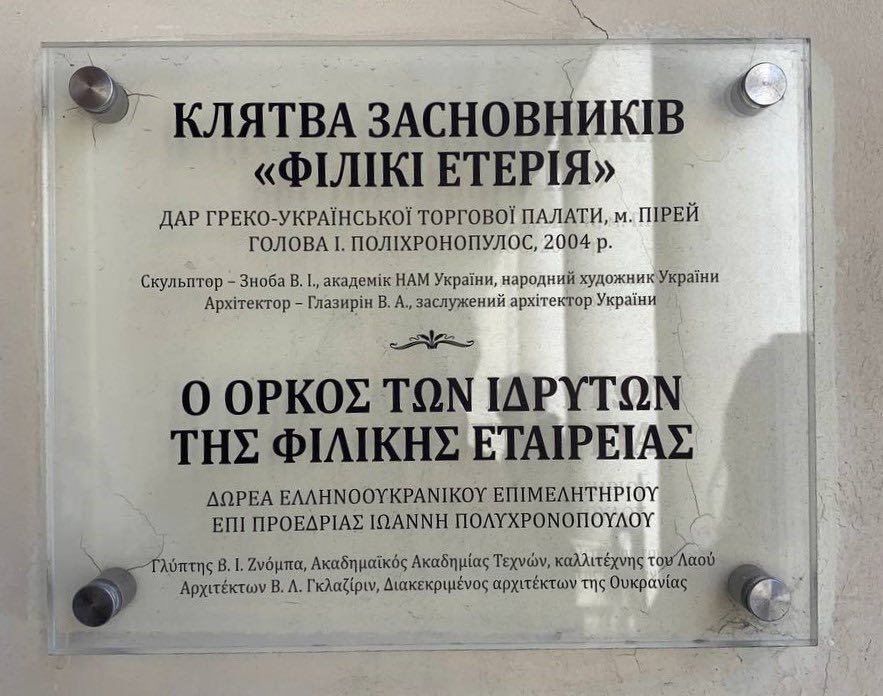 КЛЯТВА ЗАСНОВНИКІВ
«ФІЛІКІ ЕТЕРІЯ»
ДАР ГРЕКО-УКРАЇНСЬКОЇ ТОРГОВОЇ ПАЛАТИ, м. ПІРЕЙ
ГОЛОВА І. ПОЛІХРОНОПУЛОС, 2004 р.
Скульптор – Зноба В. І., академік НАМ України, народний художник України
Архітектор – Глазирін В. А., заслужений архітектор України
Ο ΟΡΚΟΣ ΤΩΝ ΙΔΡΥΤΩΝ
ΤΗΣ ΦΙΛΙΚΗΣ ΕΤΑΙΡΕΙΑΣ
ΔΩΡΕΑ ΕΛΛΗΝΟΟΥΚΡΑΝΙΚΟΥ ΕΠΙΜΕΛΗΤΗΡΙΟΥ
ΕΠΙ ΠΡΟΕΔΡΙΑΣ ΙΩΑΝΝΗ ΠΟΛΥΧΡΟΝΟΠΟΥΛΟΥ
Γλύπτης Β. Ι. Ζνόμπα, Ακαδημαϊκός Ακαδημίας Τεχνών, καλλιτέχνης του Λαού
Αρχιτέκτων Β. Λ. Γκλαζίριν, Διακεκριμένος αρχιτέκτων της Ουκρανίας